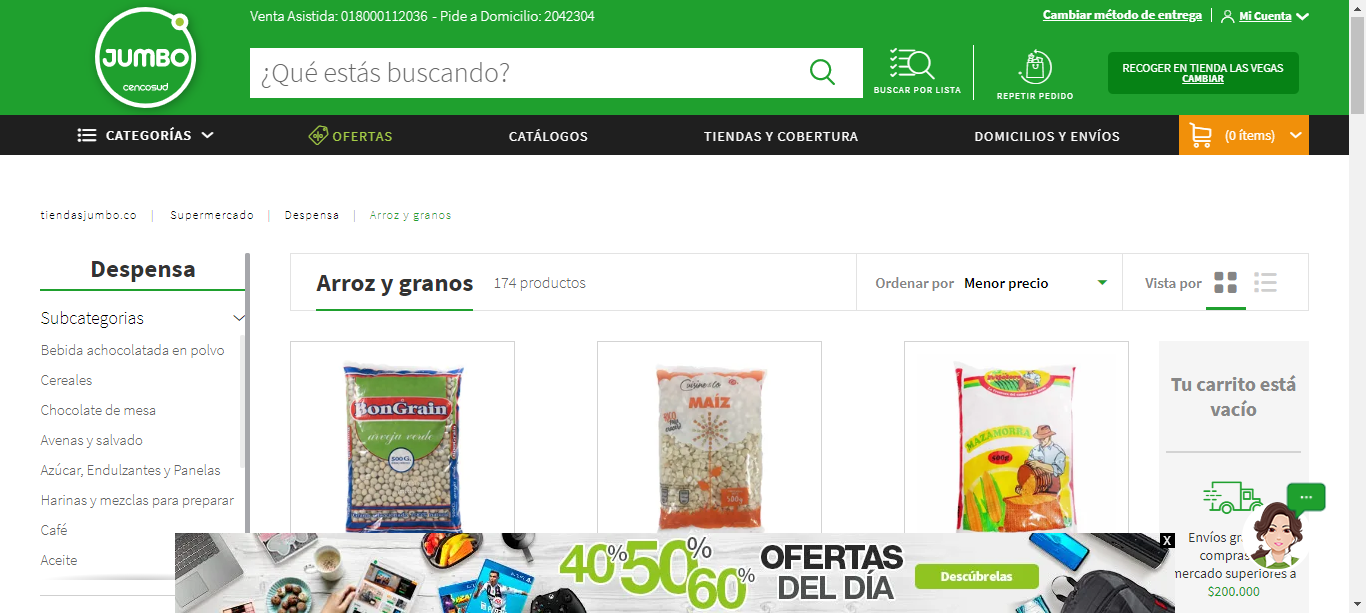 Venta Asistida: 018000112036 - Pide a Domicilio: 2042304
Cambiar método de entrega
Mi Cuenta
JUMBO
cencosud
¿Qué estás buscando?
BUSCAR POR LISTA
REPETIR PEDIDO
RECOGER EN TIENDA LAS VEGAS
CAMBIAR
CATEGORÍAS
OFERTAS
CATÁLOGOS
TIENDAS Y COBERTURA
DOMICILIOS Y ENVÍOS
(0 ítems)
tiendasjumbo.co | Supermercado | Despensa | Arroz y granos
Despensa
Subcategorias
Bebida achocolatada en polvo
Cereales
Chocolate de mesa
Avenas y salvado
Azúcar, Endulzantes y Panelas
Harinas y mezclas para preparar
Café
Aceite
Arroz y granos
174 productos
Ordenar por Menor precio
Vista por
BonGrain
arveja verde
500 G.
Cuisine&Co
MAÍZ
500g
MAZAMORRA
Tu carrito está
vacío
Envíos gr
compras
mercado superiores a
$200.000
40% 50% 60%
OFERTAS
DEL DÍA
Descúbrelas
X